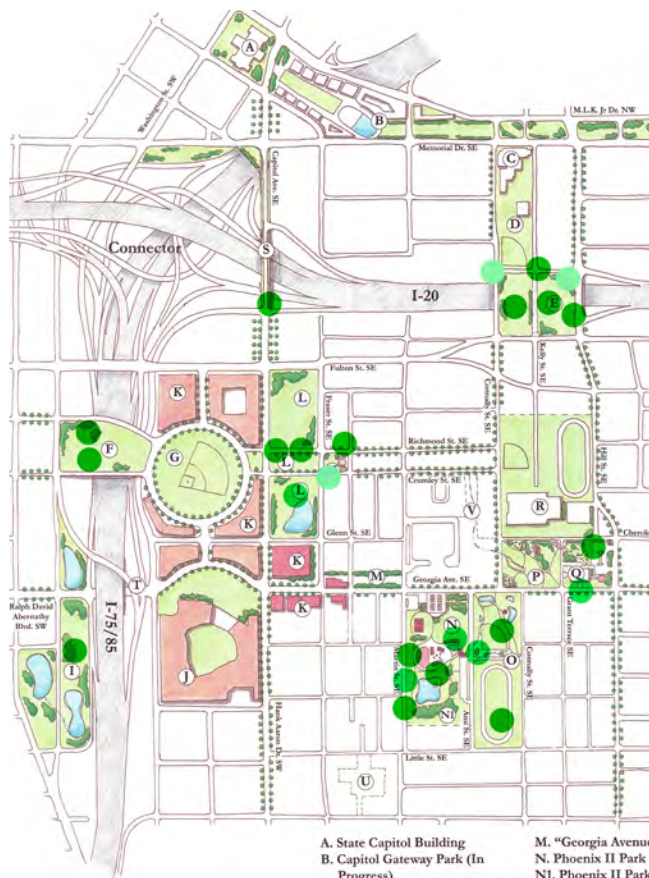 A
Washington St. SW
B
M.L.K. Jr Dr. NW
Memorial Dr. SE
C
Capitol Ave. SE
D
Connector
S
I-20
E
Kelly St. SE
Fulton St. SE
K
L
Fraser St. SE
Connally St. SE
Richmond St. SE
Hill St. SE
F
G
L
Crumley St. SE
L
R
K
V
Glenn St. SE
Cherok
K
M
P
Q
T
Georgia Ave. SE
Ralph David
Abernathy
Blvd. SW
I-75/85
K
Grant Terrace SE
N
O
Connally St. SE
I
J
Martin St. SE
N1
Ami St. SE
Hank Aaron Dr. SW
Little St. SE
U
A. State Capitol Building
B. Capitol Gateway Park (In
Progress)
M. "Georgia Avenue
N. Phoenix II Park
N1. Phoenix II Park